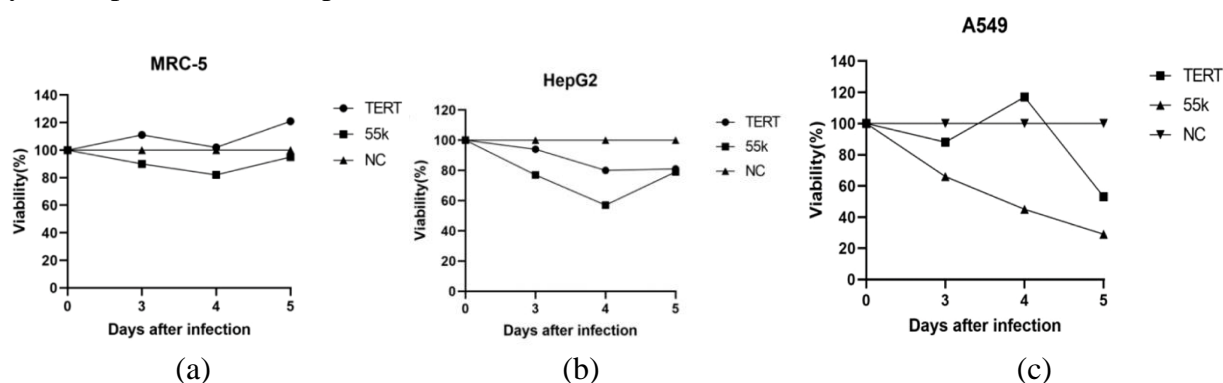 MRC-5
140
120
100
80
60
40
20
0
Viability(%)
0 3 4 5
Days after infection
TERT
55k
NC
(a)
HepG2
120
100
80
60
40
20
0
Viability(%)
0 3 4 5
Days after infection
TERT
55k
NC
(b)
A549
140
120
100
80
60
40
20
0
Viability(%)
0 3 4 5
Days after infection
TERT
55k
NC
(c)